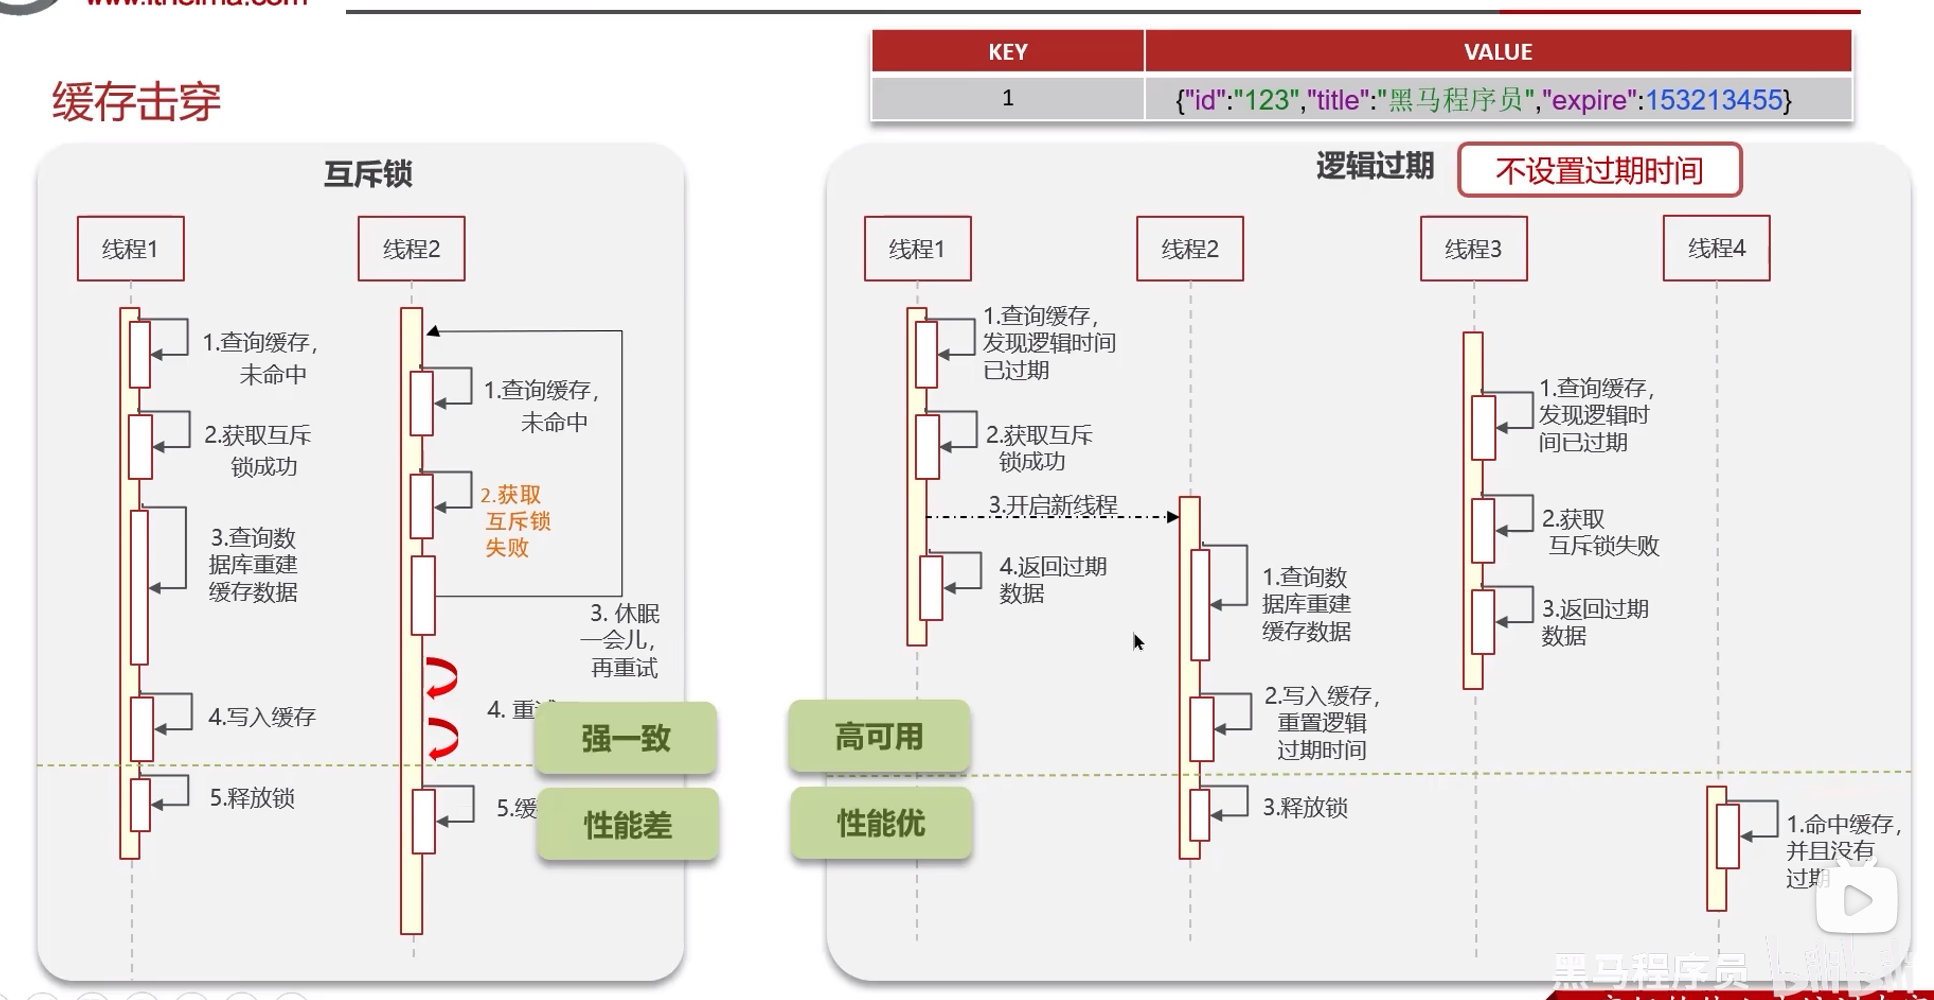 www.itheima.com
KEY
VALUE
1
{"id":"123","title":"黑马程序员","expire":153213455}
缓存击穿
互斥锁
线程1
线程2
1.查询缓存,
未命中
2.获取互斥
锁成功
3.查询数
据库重建
缓存数据
4.写入缓存
5.释放锁
1.查询缓存,
未命中
2.获取
互斥锁
失败
3. 休眠
一会儿,
再重试
4. 重
5.缓
强一致
性能差
逻辑过期
不设置过期时间
线程1
线程2
线程3
线程4
1.查询缓存,
发现逻辑时间
已过期
2.获取互斥
锁成功
3.开启新线程
4.返回过期
数据
1.查询数
据库重建
缓存数据
2.写入缓存,
重置逻辑
过期时间
3.释放锁
1.查询缓存,
发现逻辑时
间已过期
2.获取
互斥锁失败
3.返回过期
数据
1.命中缓存,
并且没有
过期
高可用
性能优
黑马程序员
bilibili